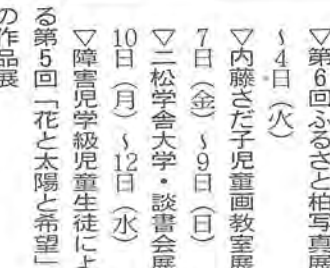 ▽第6回ふるさと柏写真展
〜4日（火）
▽内藤さだ子児童画教室展
7日（金）〜9日（日）
▽二松学舎大学・談書会展
10日（月）〜12日（水）
▽障害児学級児童生徒によ
る第5回「花と太陽と希望」
の作品展